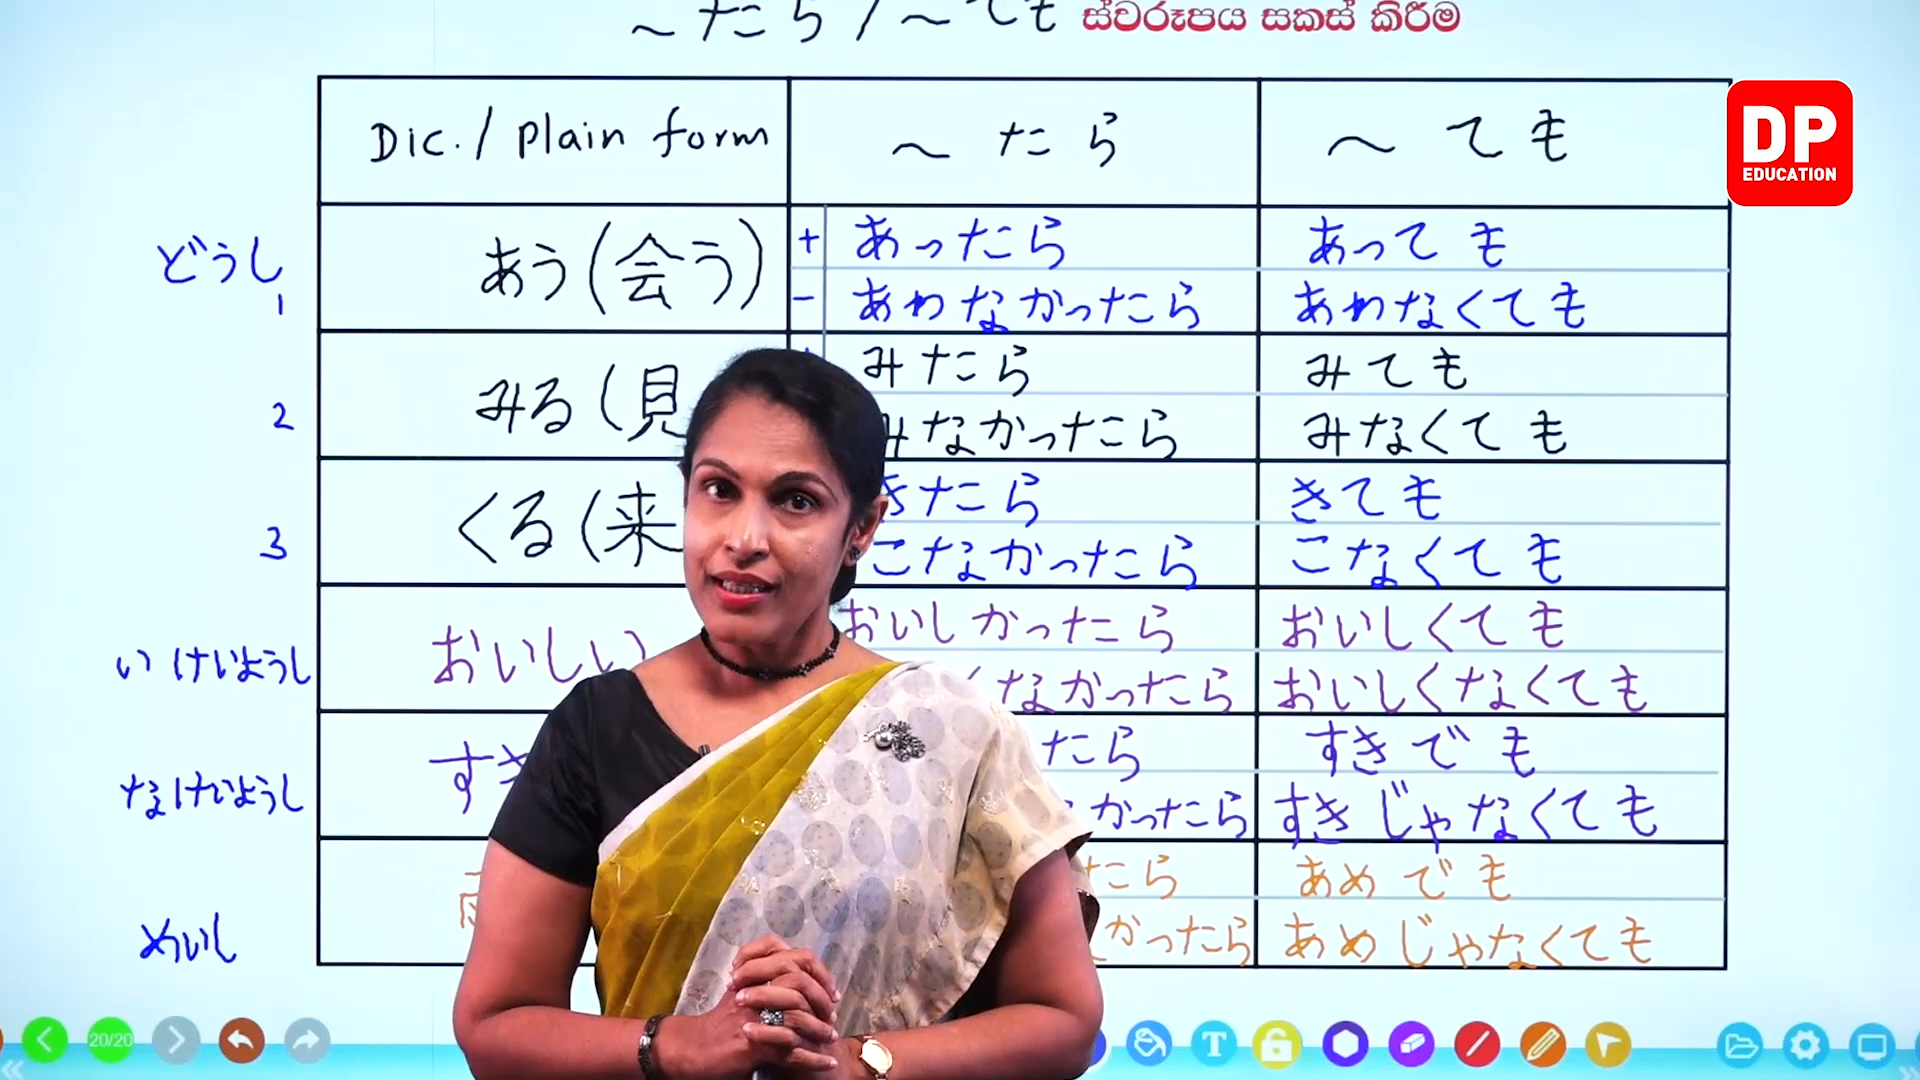 ~たら / ~ても ස්වරූපය සකස් කිරීම
DP
EDUCATION
Dic. / Plain form ~たら ~ても
どうし
1 あう(会う) + あったら あっても
- あわなかったら あわなくても
2 みる(見 みたら みても
みなかったら みなくても
3 くる(来 きたら きても
こなかったら こなくても
いけいようし おいしい おいしかったら おいしくても
くなかったら おいしくなくても
なけいようし すき たら すきでも
かったら すきじゃなくても
めいし たら あめでも
かったら あめじゃなくても
20/20
T